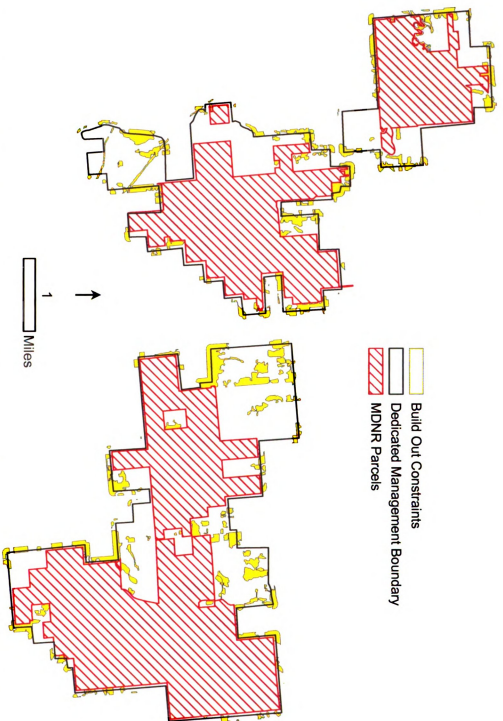 Build Out Constraints
Dedicated Management Boundary
MDNR Parcels
1
Miles